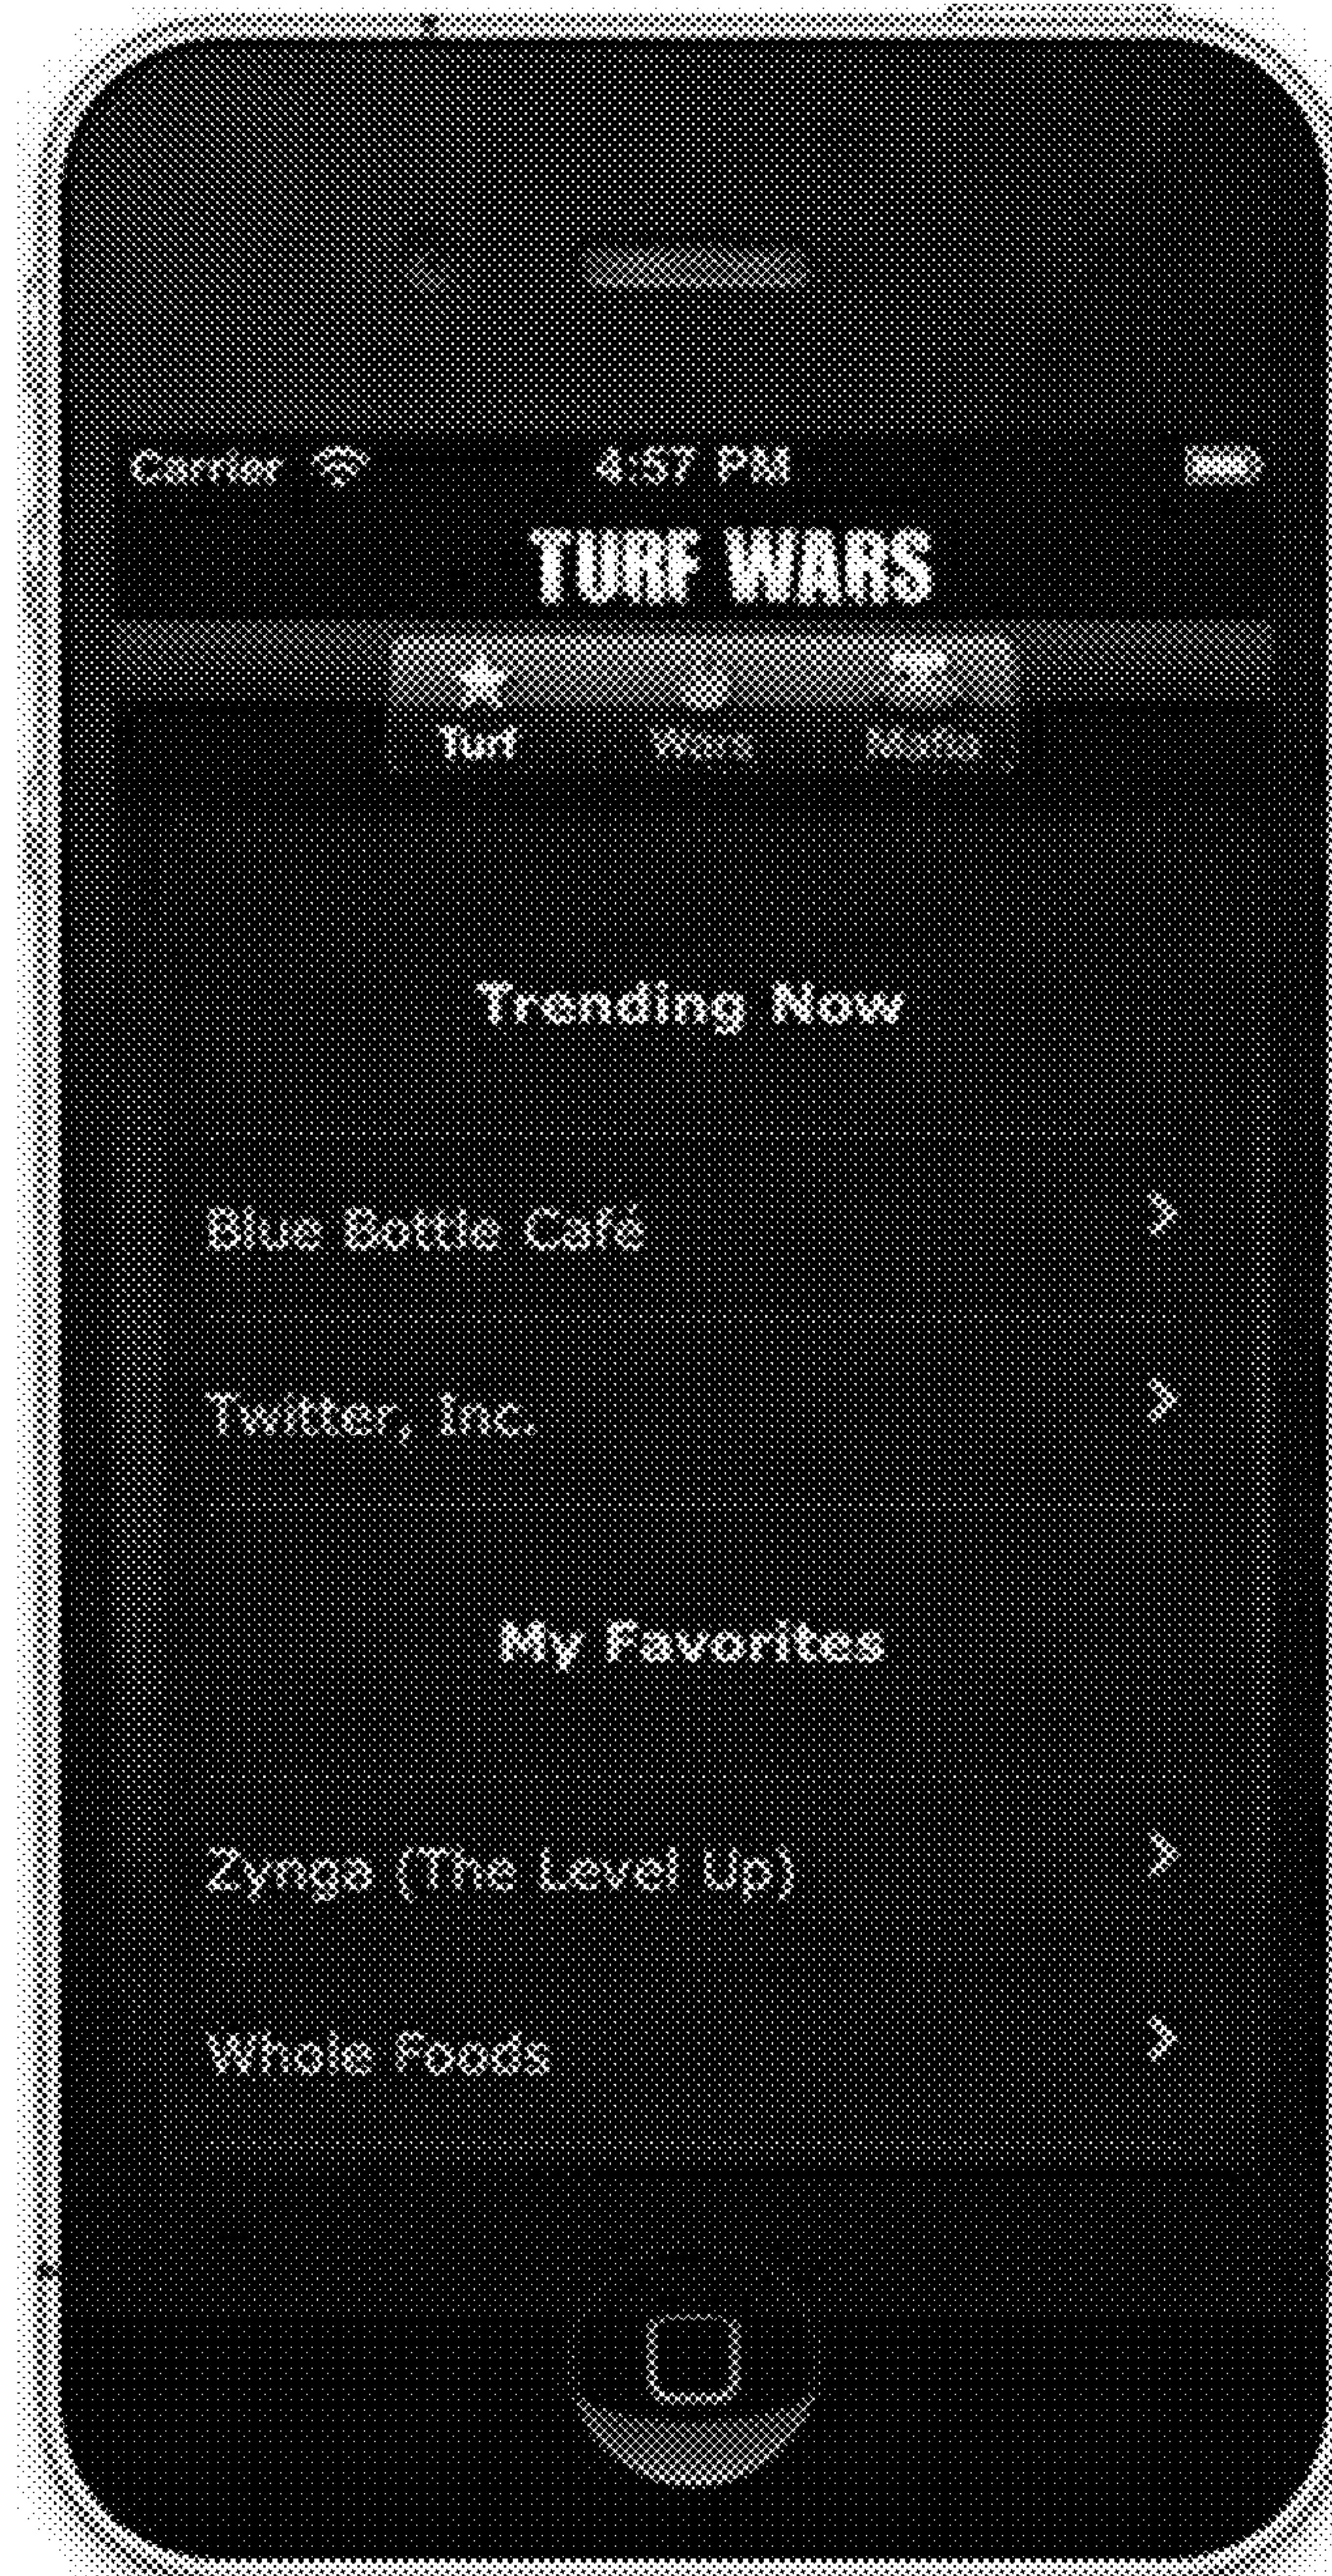 Carrier 4:57 PM
TURF WARS
Turf Wars Mafia
Trending Now
Blue Bottle Café
Twitter, Inc.
My Favorites
Zynga (The Level Up)
Whole Foods